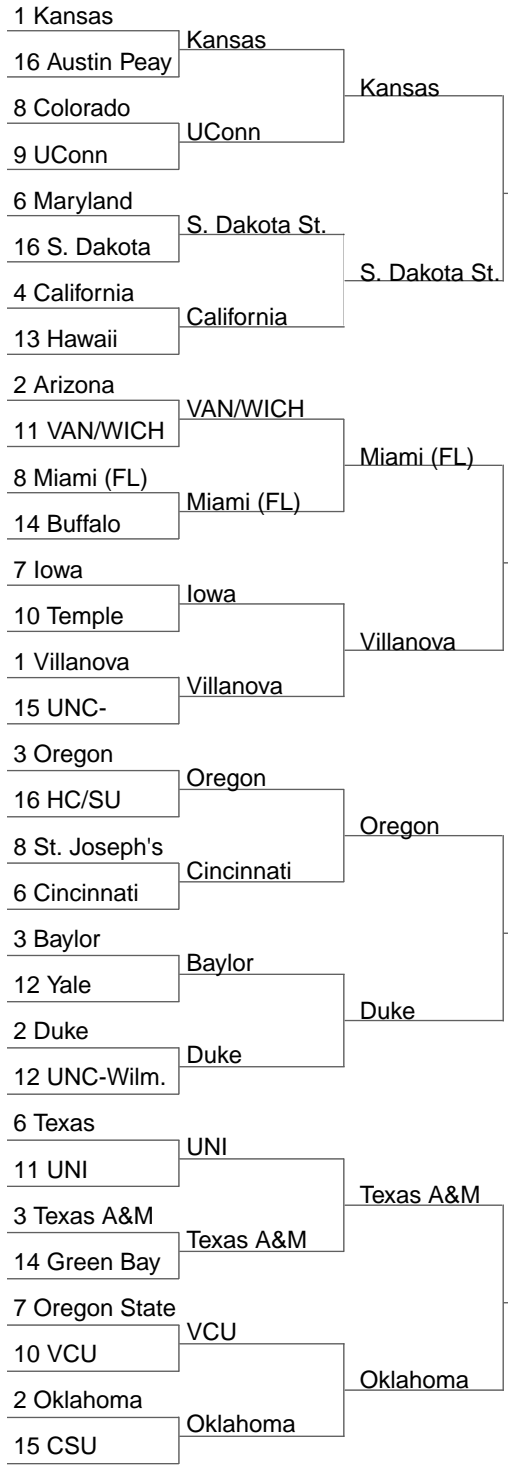 1 Kansas
16 Austin Peay
8 Colorado
9 UConn
6 Maryland
16 S. Dakota
4 California
13 Hawaii
2 Arizona
11 VAN/WICH
8 Miami (FL)
14 Buffalo
7 Iowa
10 Temple
1 Villanova
15 UNC-
3 Oregon
16 HC/SU
8 St. Joseph's
6 Cincinnati
3 Baylor
12 Yale
2 Duke
12 UNC-Wilm.
6 Texas
11 UNI
3 Texas A&M
14 Green Bay
7 Oregon State
10 VCU
2 Oklahoma
15 CSU
Kansas
UConn
S. Dakota St.
California
VAN/WICH
Miami (FL)
Iowa
Villanova
Oregon
Cincinnati
Baylor
Duke
UNI
Texas A&M
VCU
Oklahoma
Kansas
S. Dakota St.
Miami (FL)
Villanova
Oregon
Duke
Texas A&M
Oklahoma